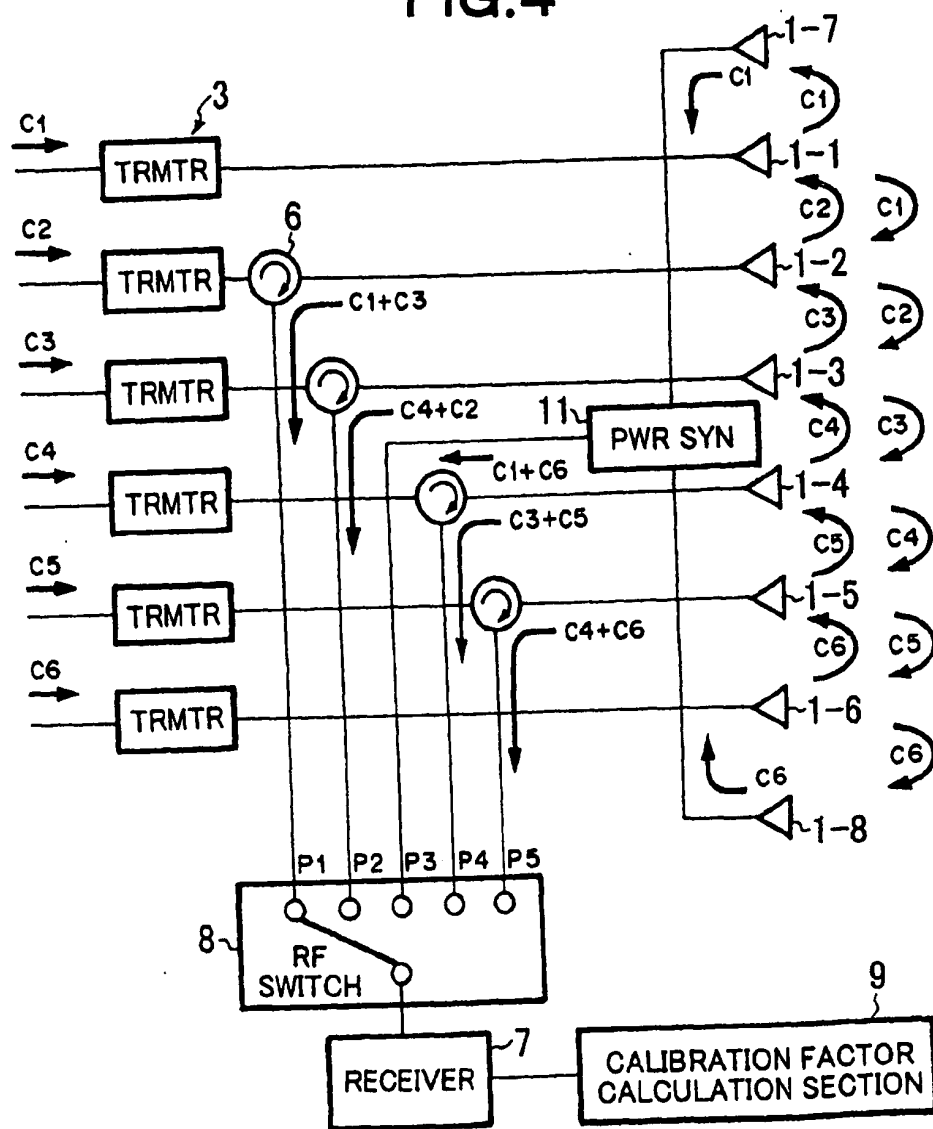 FIG.4
1-7
C1
C1
3
C1
TRMTR
1-1
C2
C1
C2
6
TRMTR
1-2
C1+C3
C3
C2
C3
TRMTR
1-3
C4+C2
11
PWR SYN
C4
C3
C4
C1+C6
TRMTR
1-4
C3+C5
C5
C4
C5
TRMTR
1-5
C4+C6
C6
C5
C6
TRMTR
1-6
C6
C6
1-8
P1 P2 P3 P4 P5
8
RF
SWITCH
9
7
RECEIVER
CALIBRATION FACTOR
CALCULATION SECTION